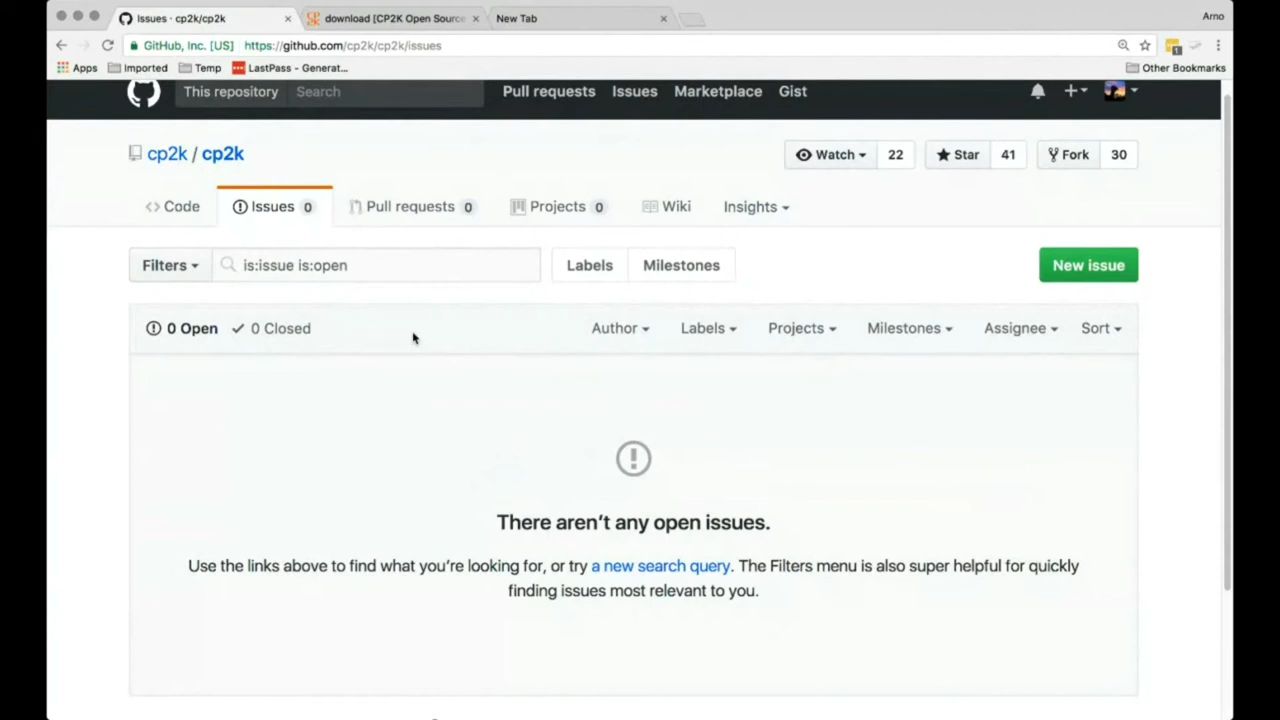 Issues · cp2k/cp2k
download [CP2K Open Source
New Tab
Arno
GitHub, Inc. [US] https://github.com/cp2k/cp2k/issues
Apps Imported Temp LastPass – Generat... Other Bookmarks
This repository Search Pull requests Issues Marketplace Gist
cp2k / cp2k
Watch 22 Star 41 Fork 30
Code Issues 0 Pull requests 0 Projects 0 Wiki Insights
Filters is:issue is:open Labels Milestones New issue
0 Open 0 Closed Author Labels Projects Milestones Assignee Sort
There aren’t any open issues.
Use the links above to find what you’re looking for, or try a new search query. The Filters menu is also super helpful for quickly
finding issues most relevant to you.